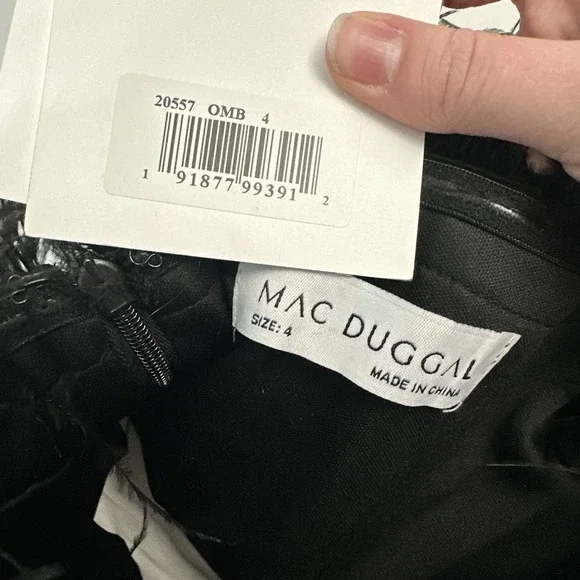 20557 OMB 4
1 91877 99391 2
MAC DUGGAL
SIZE: 4
MADE IN CHINA